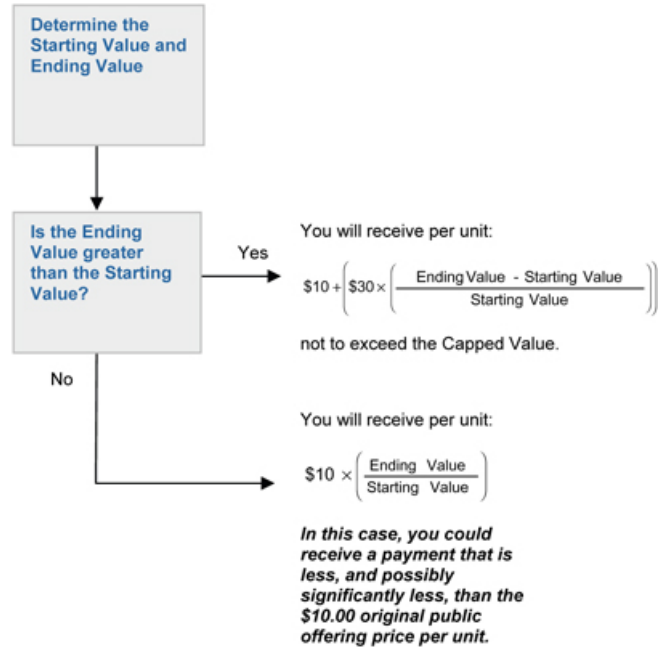 Determine the
Starting Value and
Ending Value
Is the Ending
Value greater
than the Starting
Value?
Yes
You will receive per unit:
$10 + ($30 × (Ending Value - Starting Value / Starting Value))
not to exceed the Capped Value.
No
You will receive per unit:
$10 × (Ending Value / Starting Value)
In this case, you could
receive a payment that is
less, and possibly
significantly less, than the
$10.00 original public
offering price per unit.